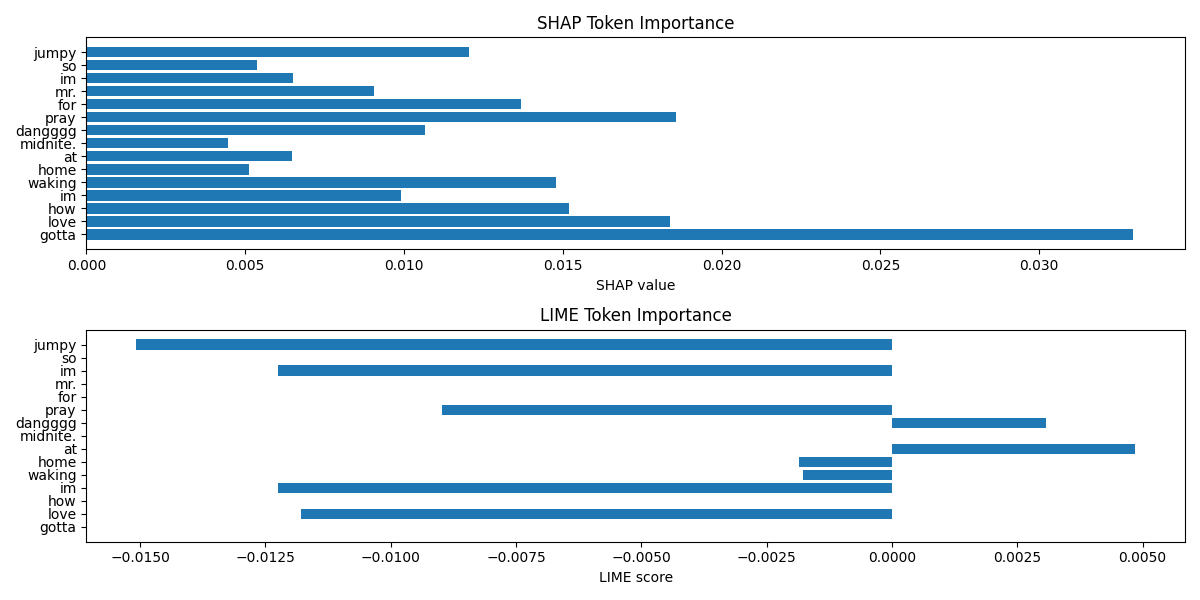 SHAP Token Importance
jumpy
so
im
mr.
for
pray
dangggg
midnite.
at
home
waking
im
how
love
gotta
0.000 0.005 0.010 0.015 0.020 0.025 0.030
SHAP value
LIME Token Importance
jumpy
so
im
mr.
for
pray
dangggg
midnite.
at
home
waking
im
how
love
gotta
−0.0150 −0.0125 −0.0100 −0.0075 −0.0050 −0.0025 0.0000 0.0025 0.0050
LIME score